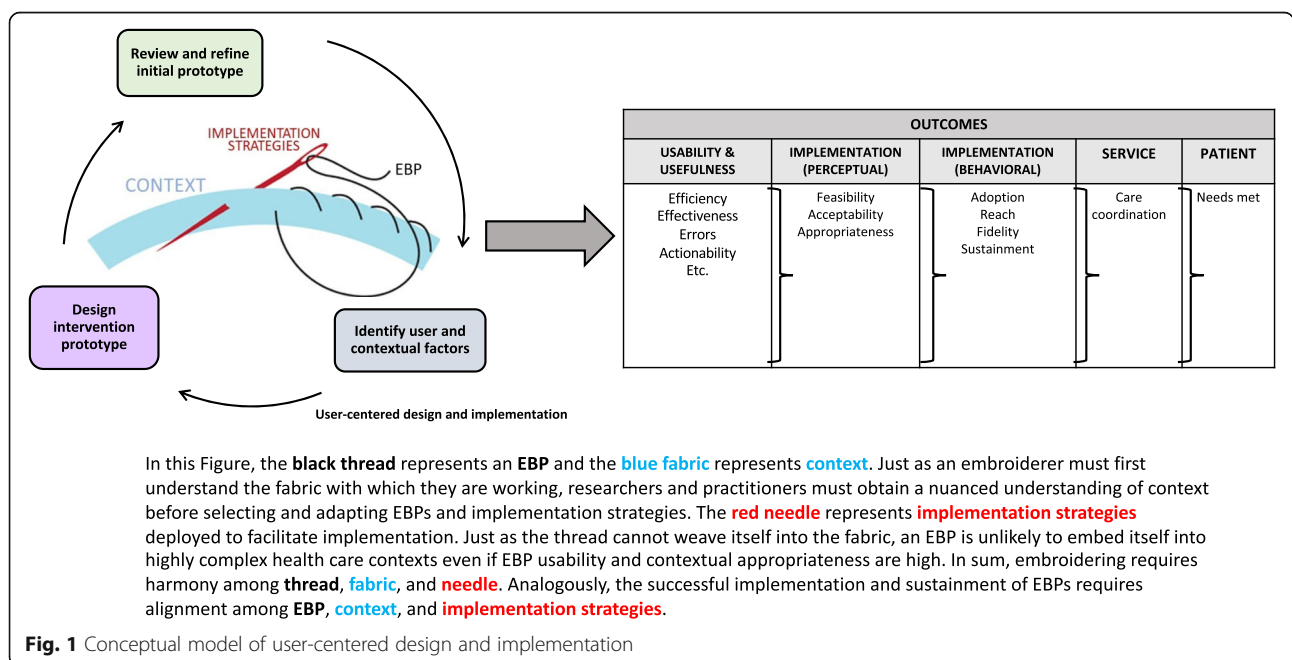 Review and refine
initial prototype
IMPLEMENTATION
STRATEGIES
EBP
CONTEXT
Design
intervention
prototype
Identify user and
contextual factors
User-centered design and implementation
OUTCOMES
USABILITY &
USEFULNESS
IMPLEMENTATION
(PERCEPTUAL)
IMPLEMENTATION
(BEHAVIORAL)
SERVICE
PATIENT
Efficiency
Effectiveness
Errors
Actionability
Etc.
Feasibility
Acceptability
Appropriateness
Adoption
Reach
Fidelity
Sustainment
Care
coordination
Needs met
In this Figure, the black thread represents an EBP and the blue fabric represents context. Just as an embroiderer must first
understand the fabric with which they are working, researchers and practitioners must obtain a nuanced understanding of context
before selecting and adapting EBPs and implementation strategies. The red needle represents implementation strategies
deployed to facilitate implementation. Just as the thread cannot weave itself into the fabric, an EBP is unlikely to embed itself into
highly complex health care contexts even if EBP usability and contextual appropriateness are high. In sum, embroidering requires
harmony among thread, fabric, and needle. Analogously, the successful implementation and sustainment of EBPs requires
alignment among EBP, context, and implementation strategies.
Fig. 1 Conceptual model of user-centered design and implementation